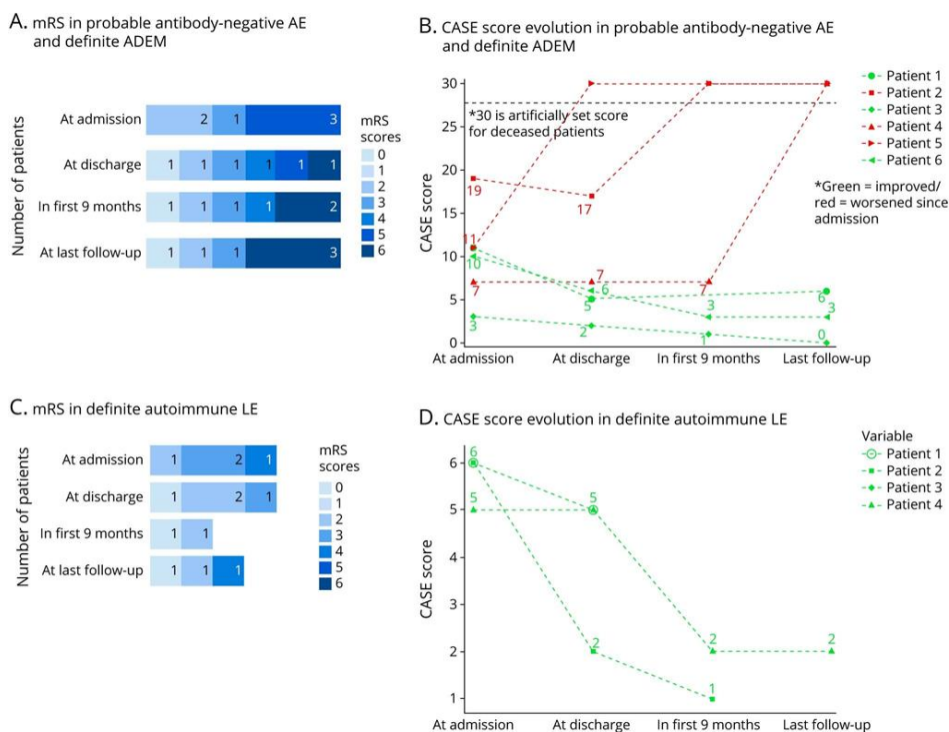 A. mRS in probable antibody-negative AE
and definite ADEM
Number of patients
At admission
2 1 3
At discharge
1 1 1 1 1 1
In first 9 months
1 1 1 1 2
At last follow-up
1 1 1 3
mRS
scores
0
1
2
3
4
5
6
B. CASE score evolution in probable antibody-negative AE
and definite ADEM
CASE score
30
25
20
15
10
5
0
*30 is artificially set score
for deceased patients
19
17
11
10
7
7
7
6
5
3
6
3
3
2
1
0
At admission At discharge In first 9 months Last follow-up
Patient 1
Patient 2
Patient 3
Patient 4
Patient 5
Patient 6
*Green = improved/
red = worsened since
admission
C. mRS in definite autoimmune LE
Number of patients
At admission
1 2 1
At discharge
1 2 1
In first 9 months
1 1
At last follow-up
1 1 1
mRS
scores
0
1
2
3
4
5
6
D. CASE score evolution in definite autoimmune LE
CASE score
6
5
4
3
2
1
6
5
5
2
2
2
1
At admission At discharge In first 9 months Last follow-up
Variable
Patient 1
Patient 2
Patient 3
Patient 4